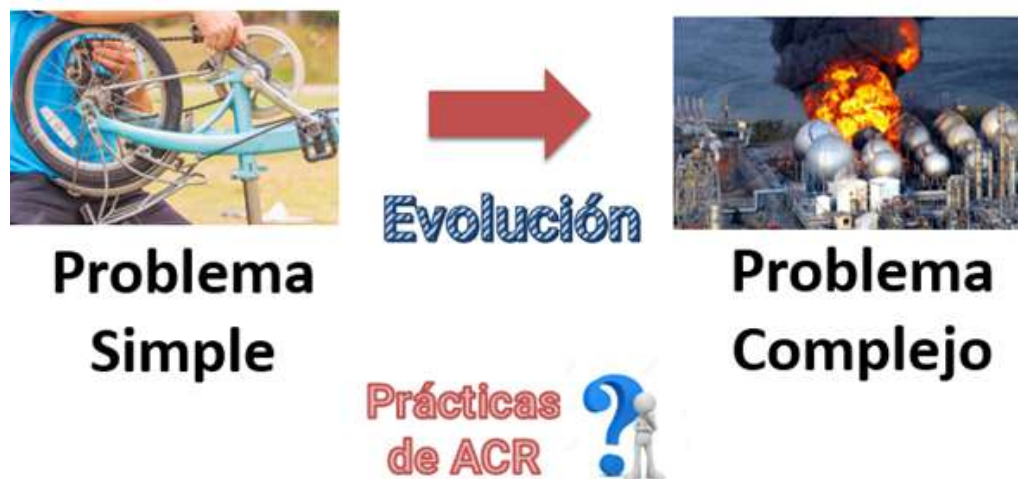 Evolución
Problema
Simple
Problema
Complejo
Prácticas
de ACR